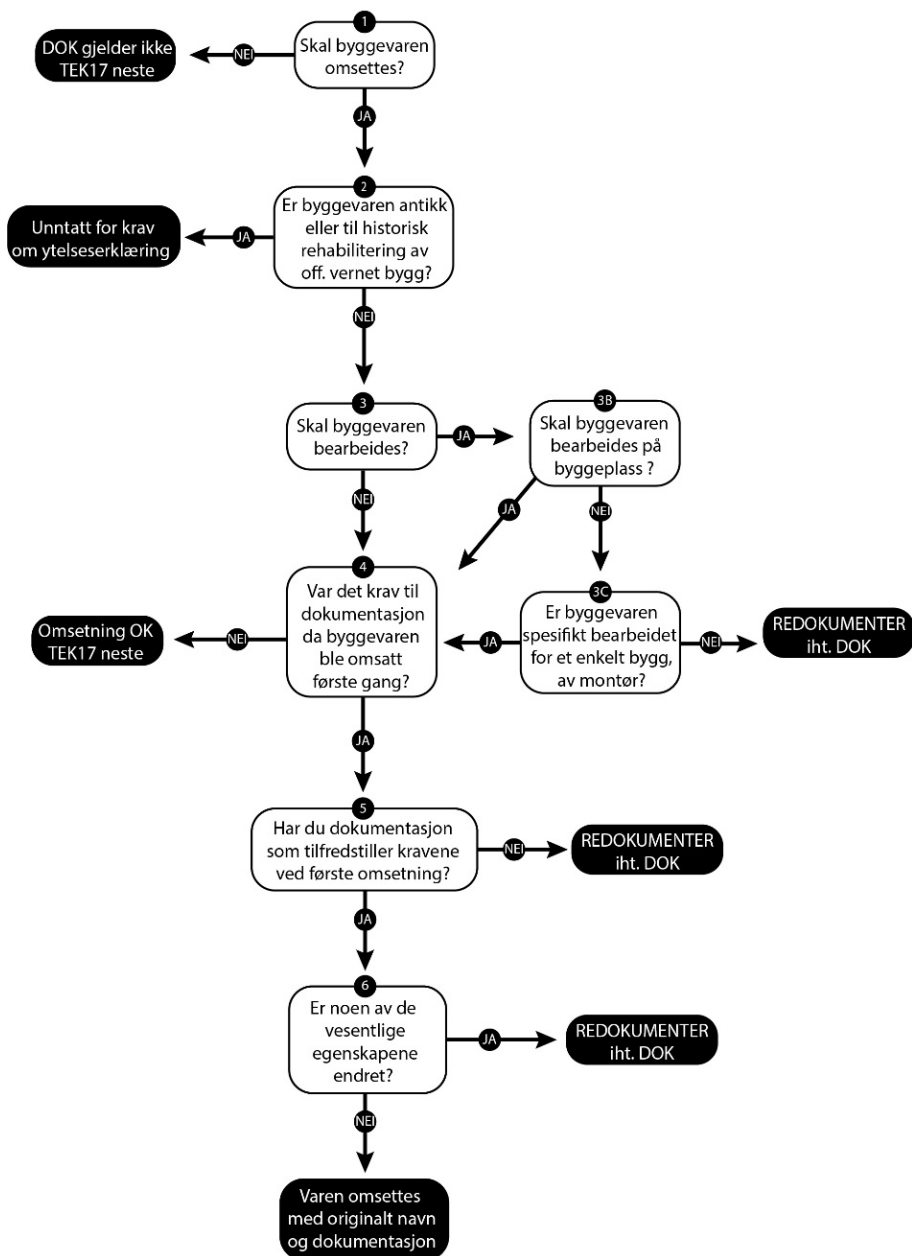 1
Skal byggevaren
omsettes?
NEI
DOK gjelder ikke
TEK17 neste
JA
2
Er byggevaren antikk
eller til historisk
rehabilitering av
off. vernet bygg?
JA
Unntatt for krav
om ytelseserklæring
NEI
3
Skal byggevaren
bearbeides?
JA
3B
Skal byggevaren
bearbeides på
byggeplass ?
NEI
JA
NEI
4
Var det krav til
dokumentasjon
da byggevaren
ble omsatt
første gang?
NEI
Omsetning OK
TEK17 neste
3C
Er byggevaren
spesifikt bearbeidet
for et enkelt bygg,
av montør?
JA
NEI
REDOKUMENTER
iht. DOK
JA
5
Har du dokumentasjon
som tilfredstiller kravene
ved første omsetning?
NEI
REDOKUMENTER
iht. DOK
JA
6
Er noen av de
vesentlige
egenskapene
endret?
JA
REDOKUMENTER
iht. DOK
NEI
Varen omsettes
med originalt navn
og dokumentasjon